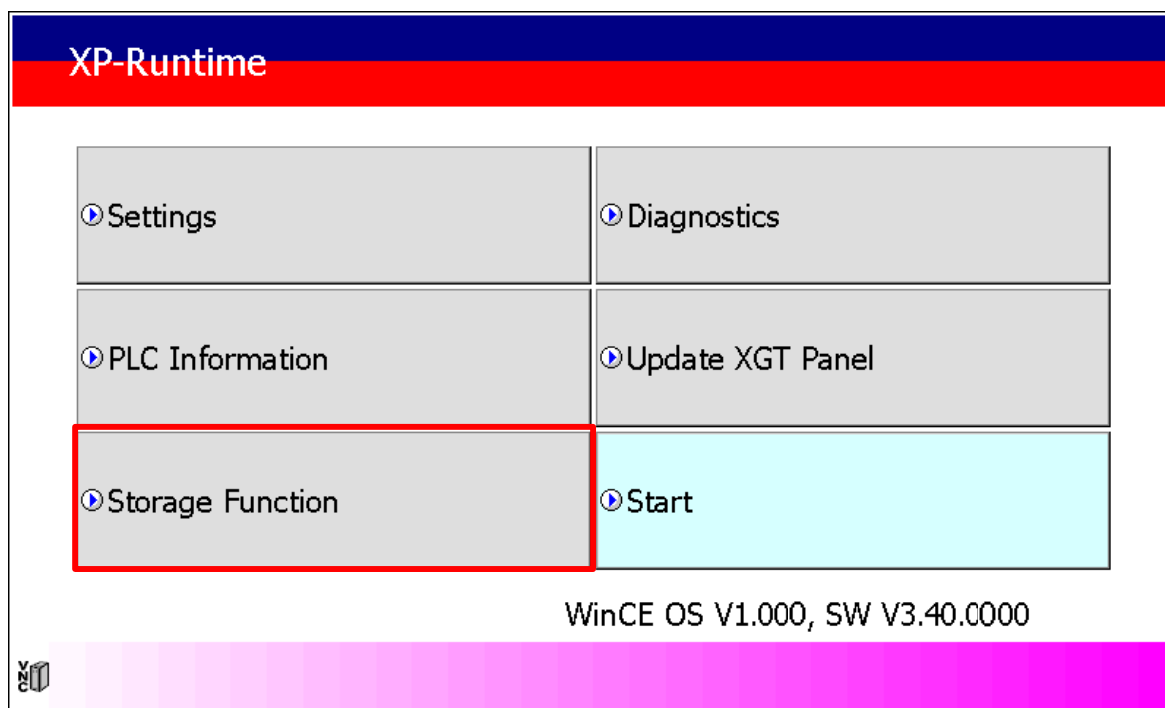 XP-Runtime
Settings
Diagnostics
PLC Information
Update XGT Panel
Storage Function
Start
WinCE OS V1.000, SW V3.40.0000
VNC